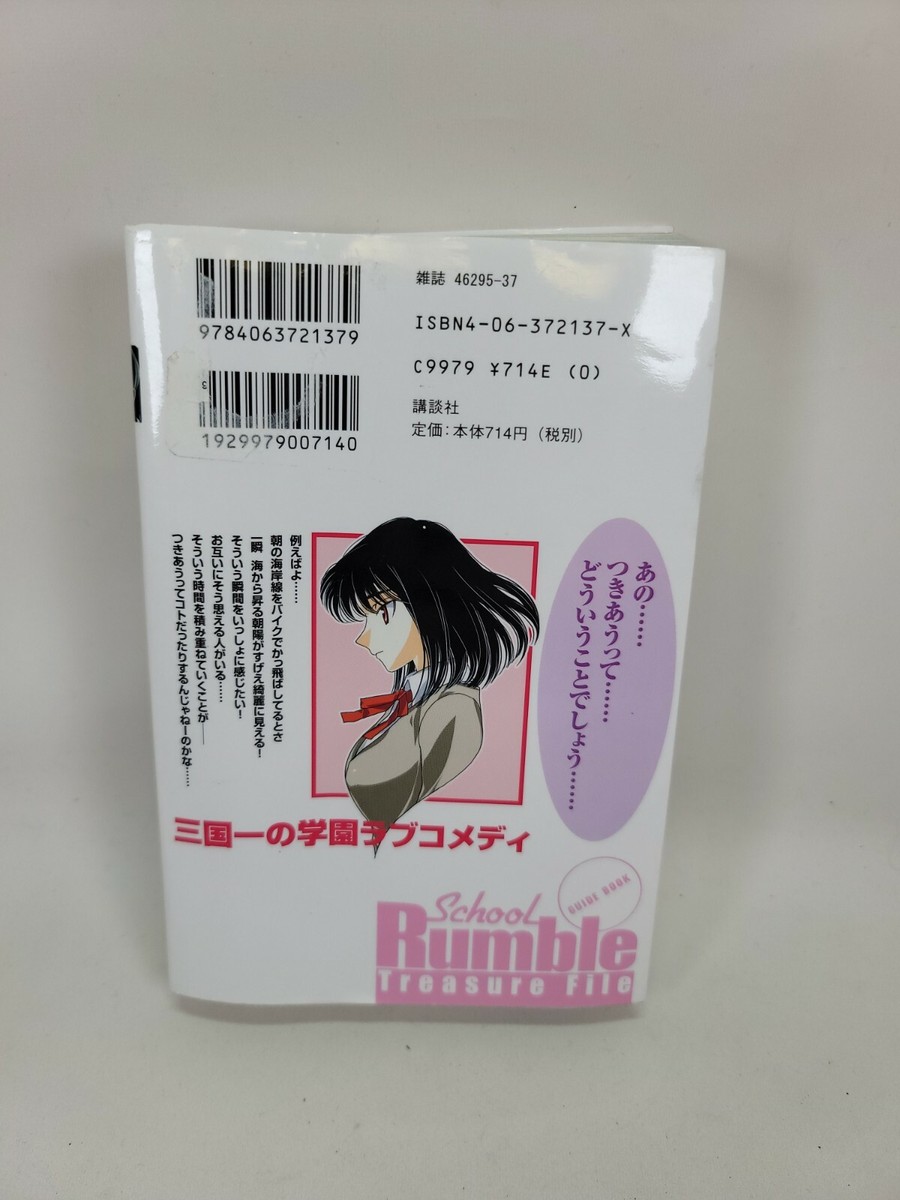 9784063721379
1929979007140
雑誌 46295-37
ISBN4-06-372137-X
C9979 ¥714E (0)
講談社
定価：本体714円（税別）
あの……
つきあうって……
どういうことでしょう……
例えばよ……
朝の海岸線をバイクでかっ飛ばしてるとさ
一瞬 海から昇る朝陽がすげえ綺麗に見える！
そういう瞬間をいっしょに感じたい！
お互いにそう思える人がいる……
そういう時間を積み重ねていくことが──
つきあうってコトだったりするんじゃねーのかな……
三国一の学園ラブコメディ
GUIDE BOOK
School
Rumble
Treasure File